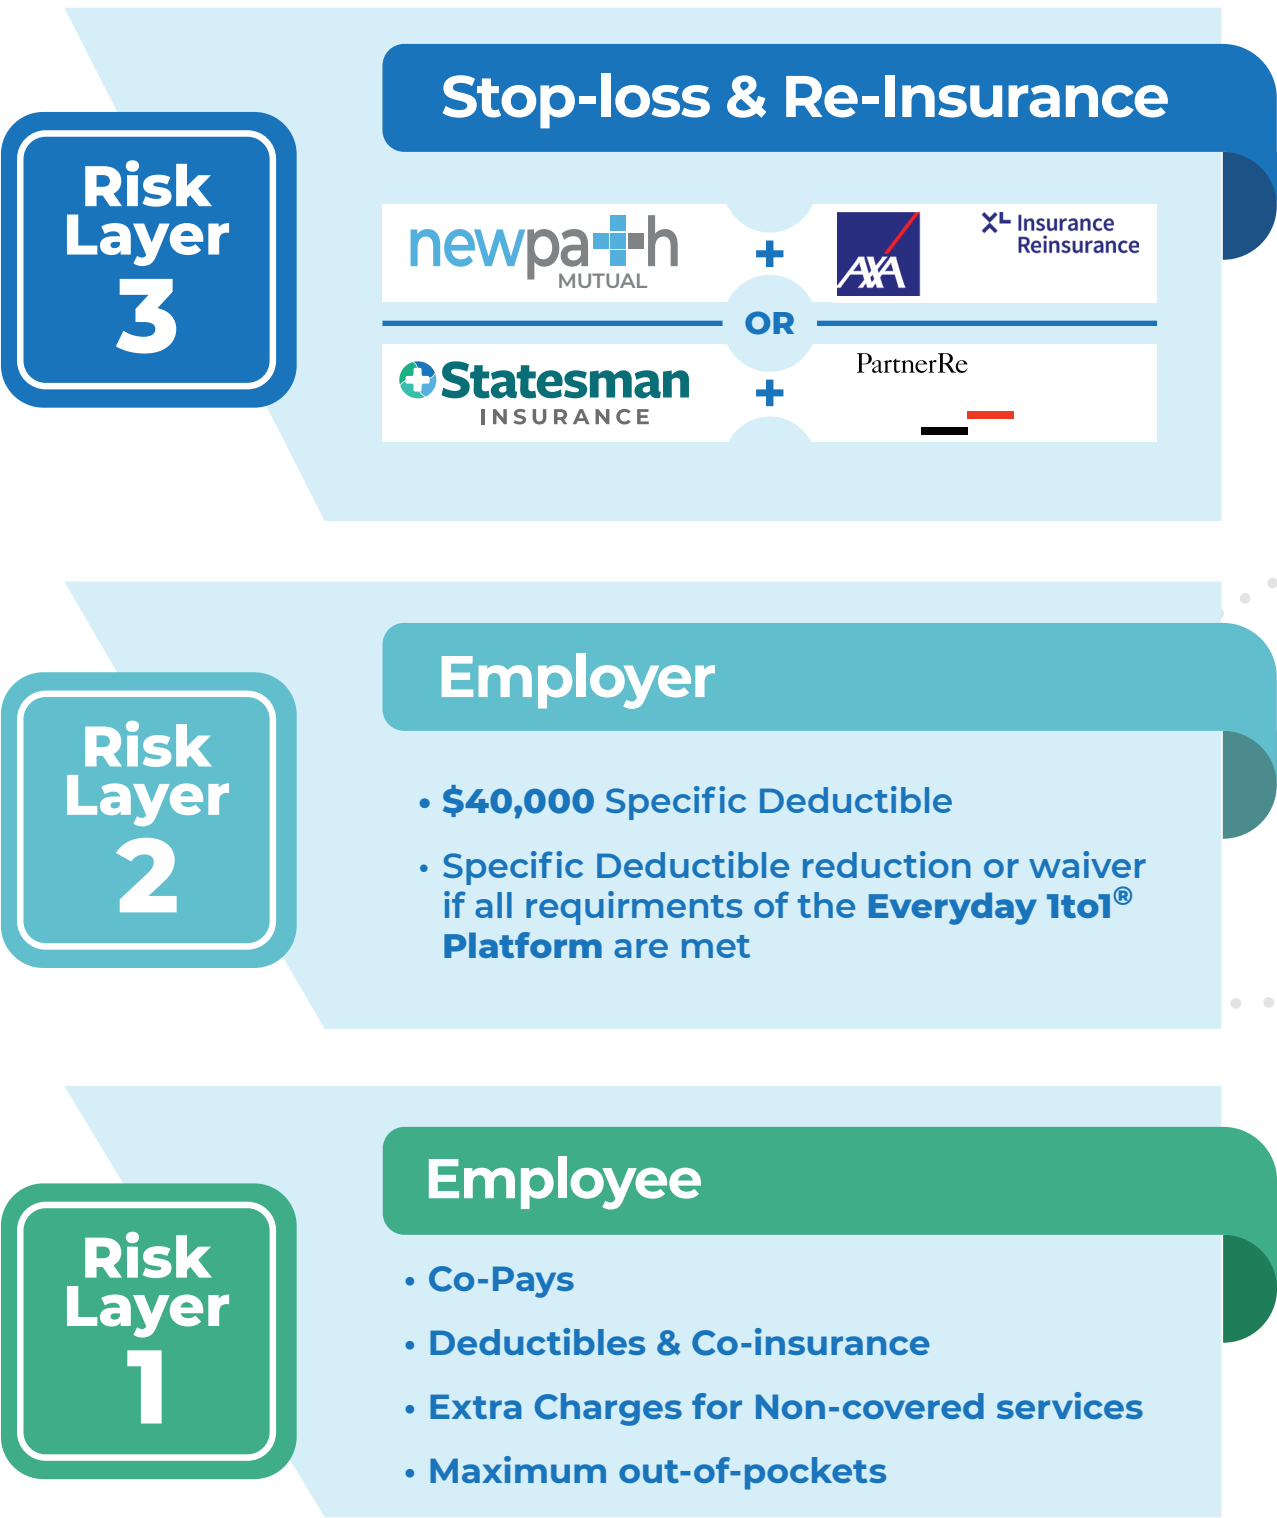 Stop-loss & Re-Insurance
Risk
Layer
3
newpath
MUTUAL
+
AXA
XL Insurance
Reinsurance
OR
Statesman
INSURANCE
+
PartnerRe
Employer
Risk
Layer
2
• $40,000 Specific Deductible
• Specific Deductible reduction or waiver
if all requirments of the Everyday 1to1®
Platform are met
Employee
Risk
Layer
1
• Co-Pays
• Deductibles & Co-insurance
• Extra Charges for Non-covered services
• Maximum out-of-pockets